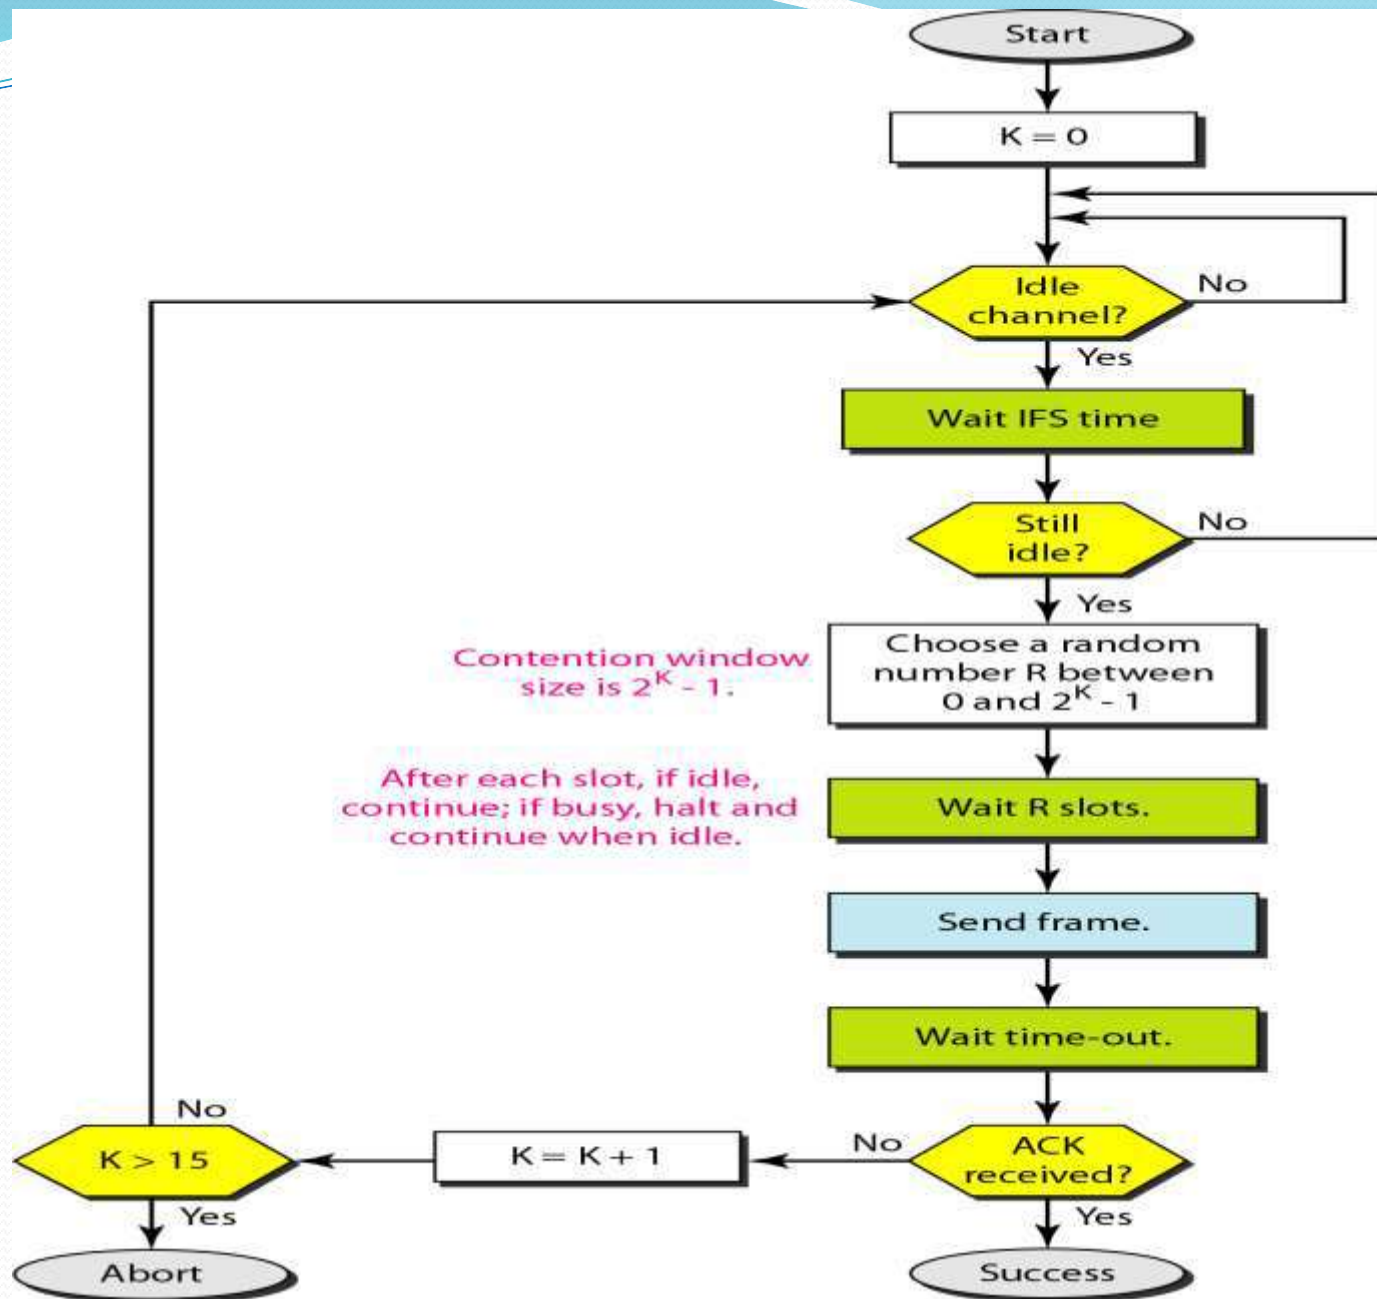 Start
K = 0
Idle
channel?
No
Yes
Wait IFS time
Still
idle?
No
Yes
Choose a random
number R between
0 and 2^K - 1
Contention window
size is 2^K - 1.
After each slot, if idle,
continue; if busy, halt and
continue when idle.
Wait R slots.
Send frame.
Wait time-out.
ACK
received?
No
Yes
K = K + 1
K > 15
No
Yes
Abort
Success